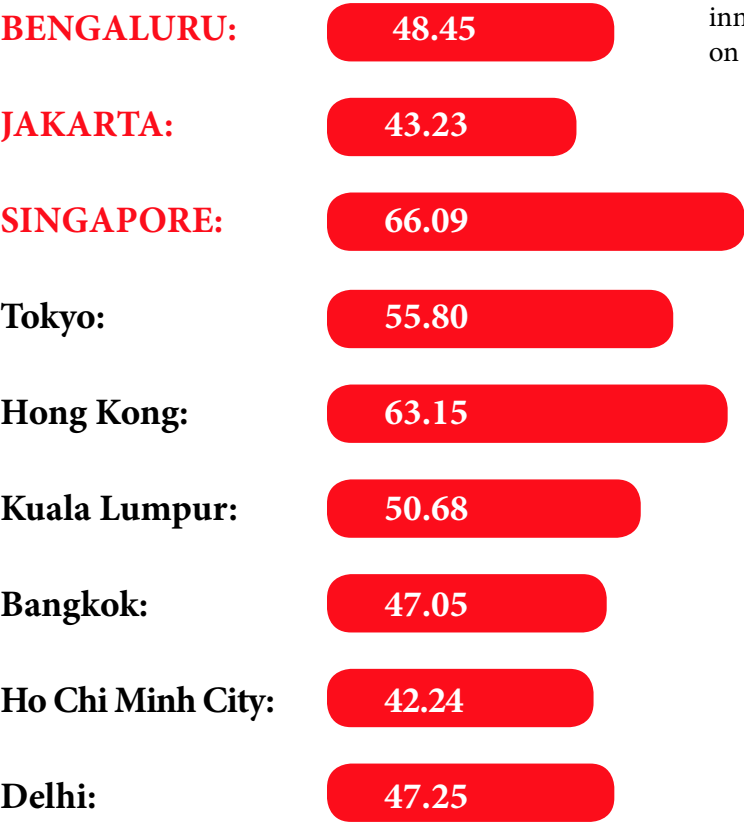 BENGALURU: 48.45
JAKARTA: 43.23
SINGAPORE: 66.09
Tokyo: 55.80
Hong Kong: 63.15
Kuala Lumpur: 50.68
Bangkok: 47.05
Ho Chi Minh City: 42.24
Delhi: 47.25
on